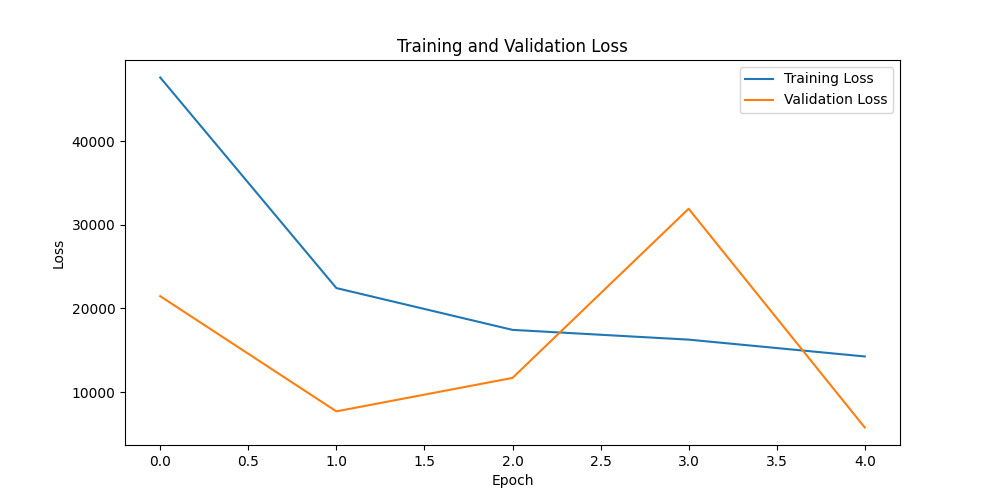 Training and Validation Loss
Training Loss
Validation Loss
40000
30000
20000
10000
Loss
0.0 0.5 1.0 1.5 2.0 2.5 3.0 3.5 4.0
Epoch